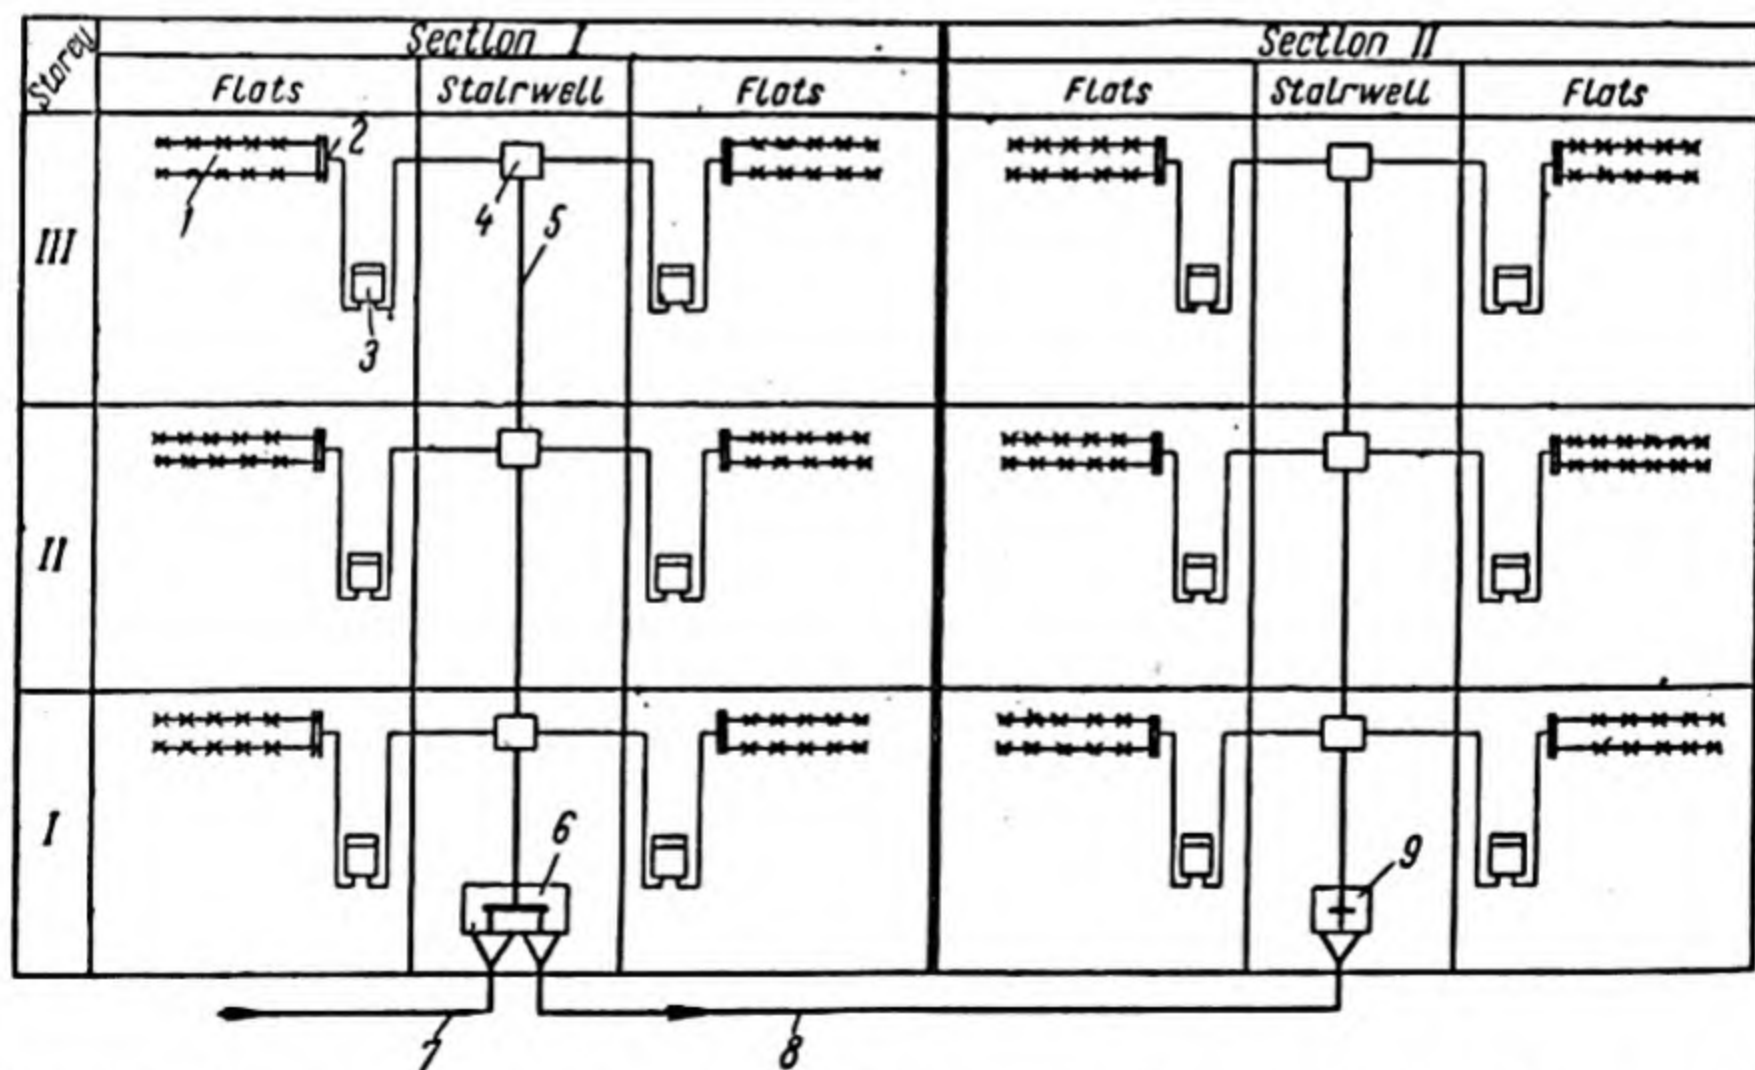 Storey
Section I
Section II
Flats
Stairwell
Flats
Flats
Stairwell
Flats
III
1
2
3
4
5
II
I
6
9
7
8